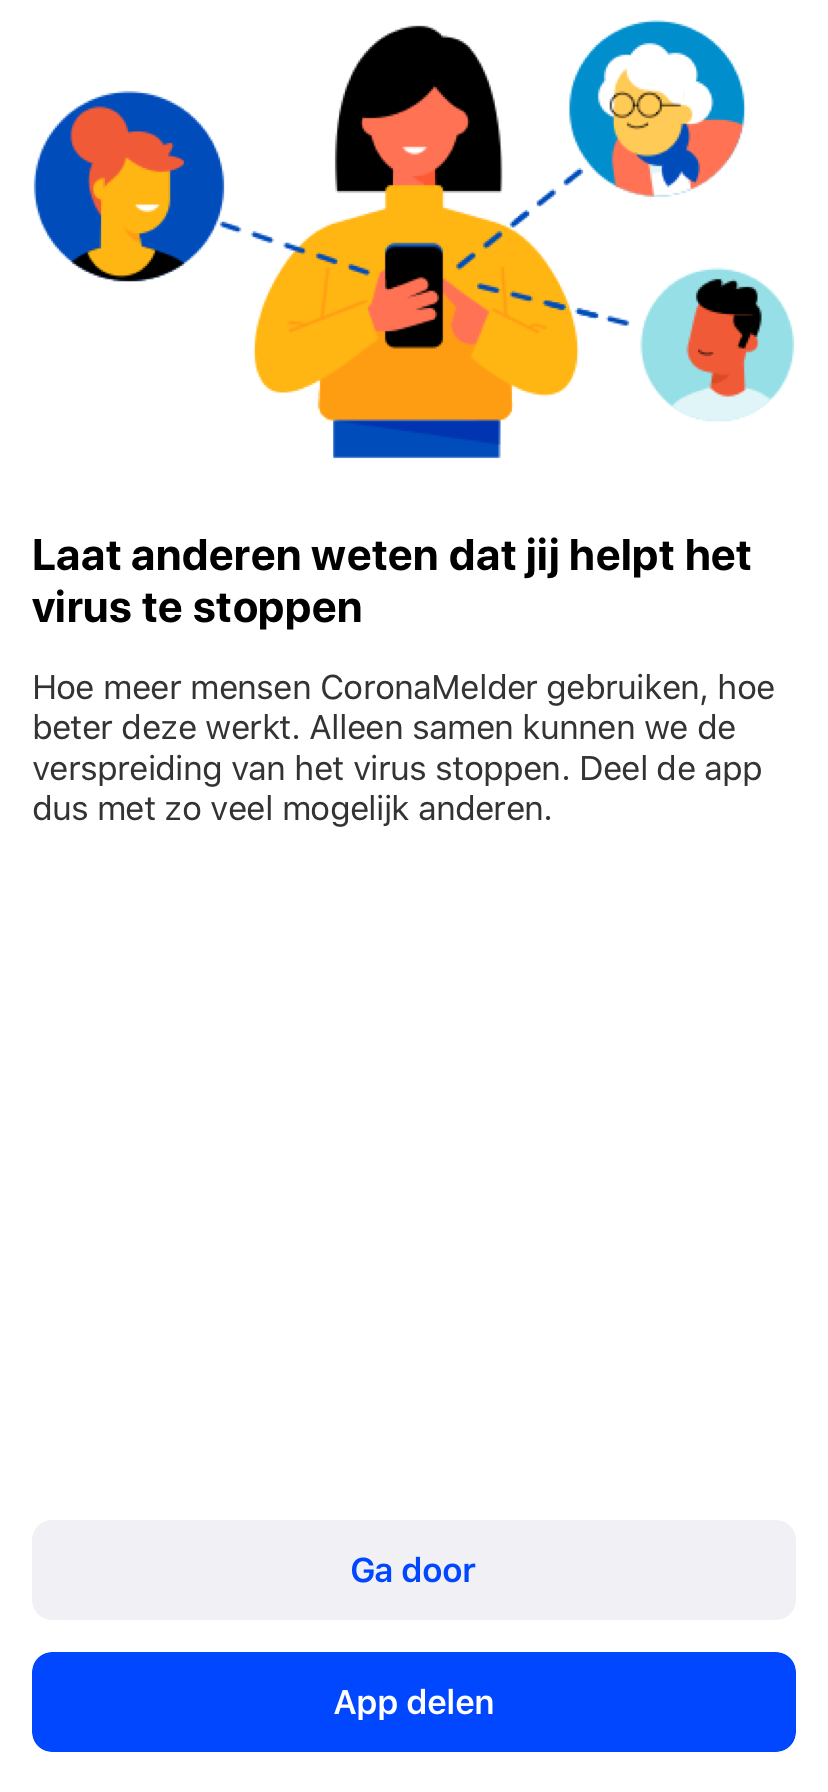 Laat anderen weten dat jij helpt het
virus te stoppen
Hoe meer mensen CoronaMelder gebruiken, hoe
beter deze werkt. Alleen samen kunnen we de
verspreiding van het virus stoppen. Deel de app
dus met zo veel mogelijk anderen.
Ga door
App delen